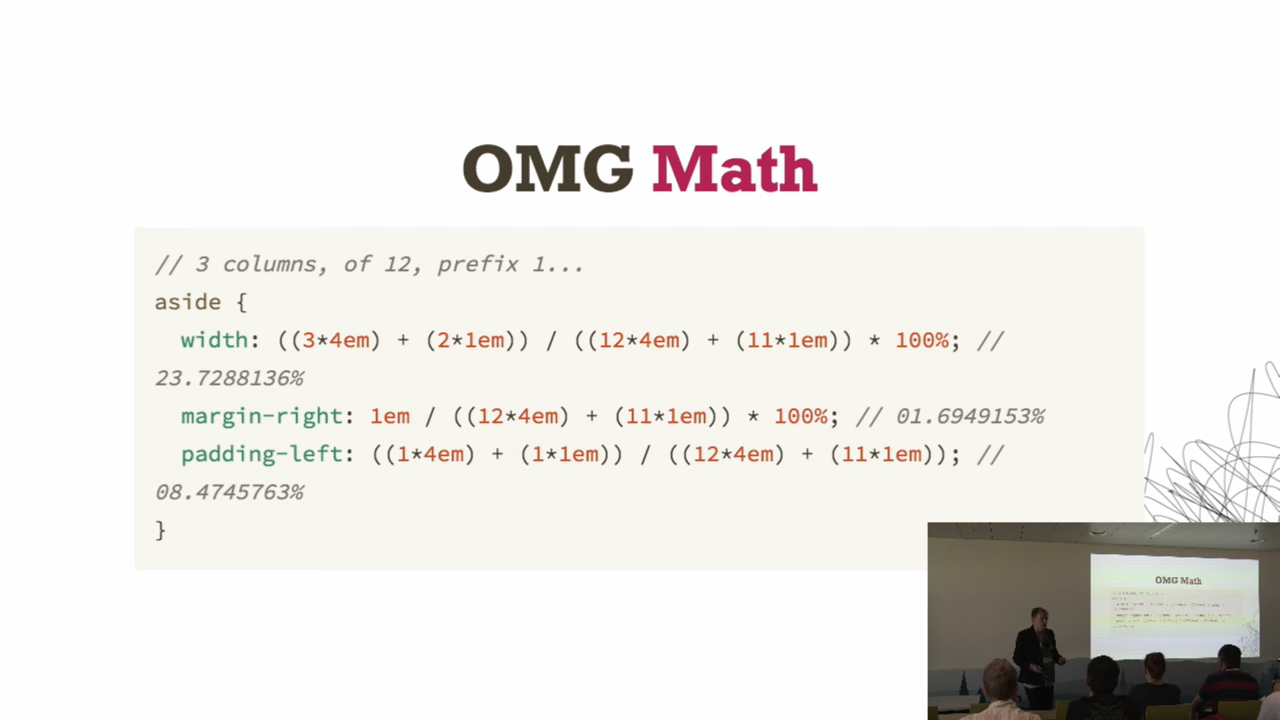 OMG Math
// 3 columns, of 12, prefix 1...
aside {
width: ((3*4em) + (2*1em)) / ((12*4em) + (11*1em)) * 100%; //
23.7288136%
margin-right: 1em / ((12*4em) + (11*1em)) * 100%; // 01.6949153%
padding-left: ((1*4em) + (1*1em)) / ((12*4em) + (11*1em)); //
08.4745763%
}
OMG Math